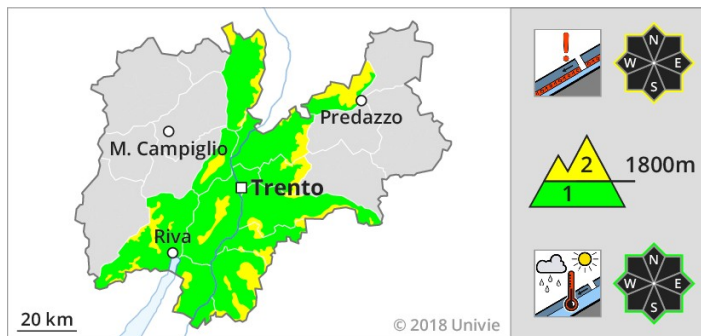 M. Campiglio
Predazzo
Trento
Riva
20 km
© 2018 Univie
!
N
W E
S
2 1800m
1
N
W E
S